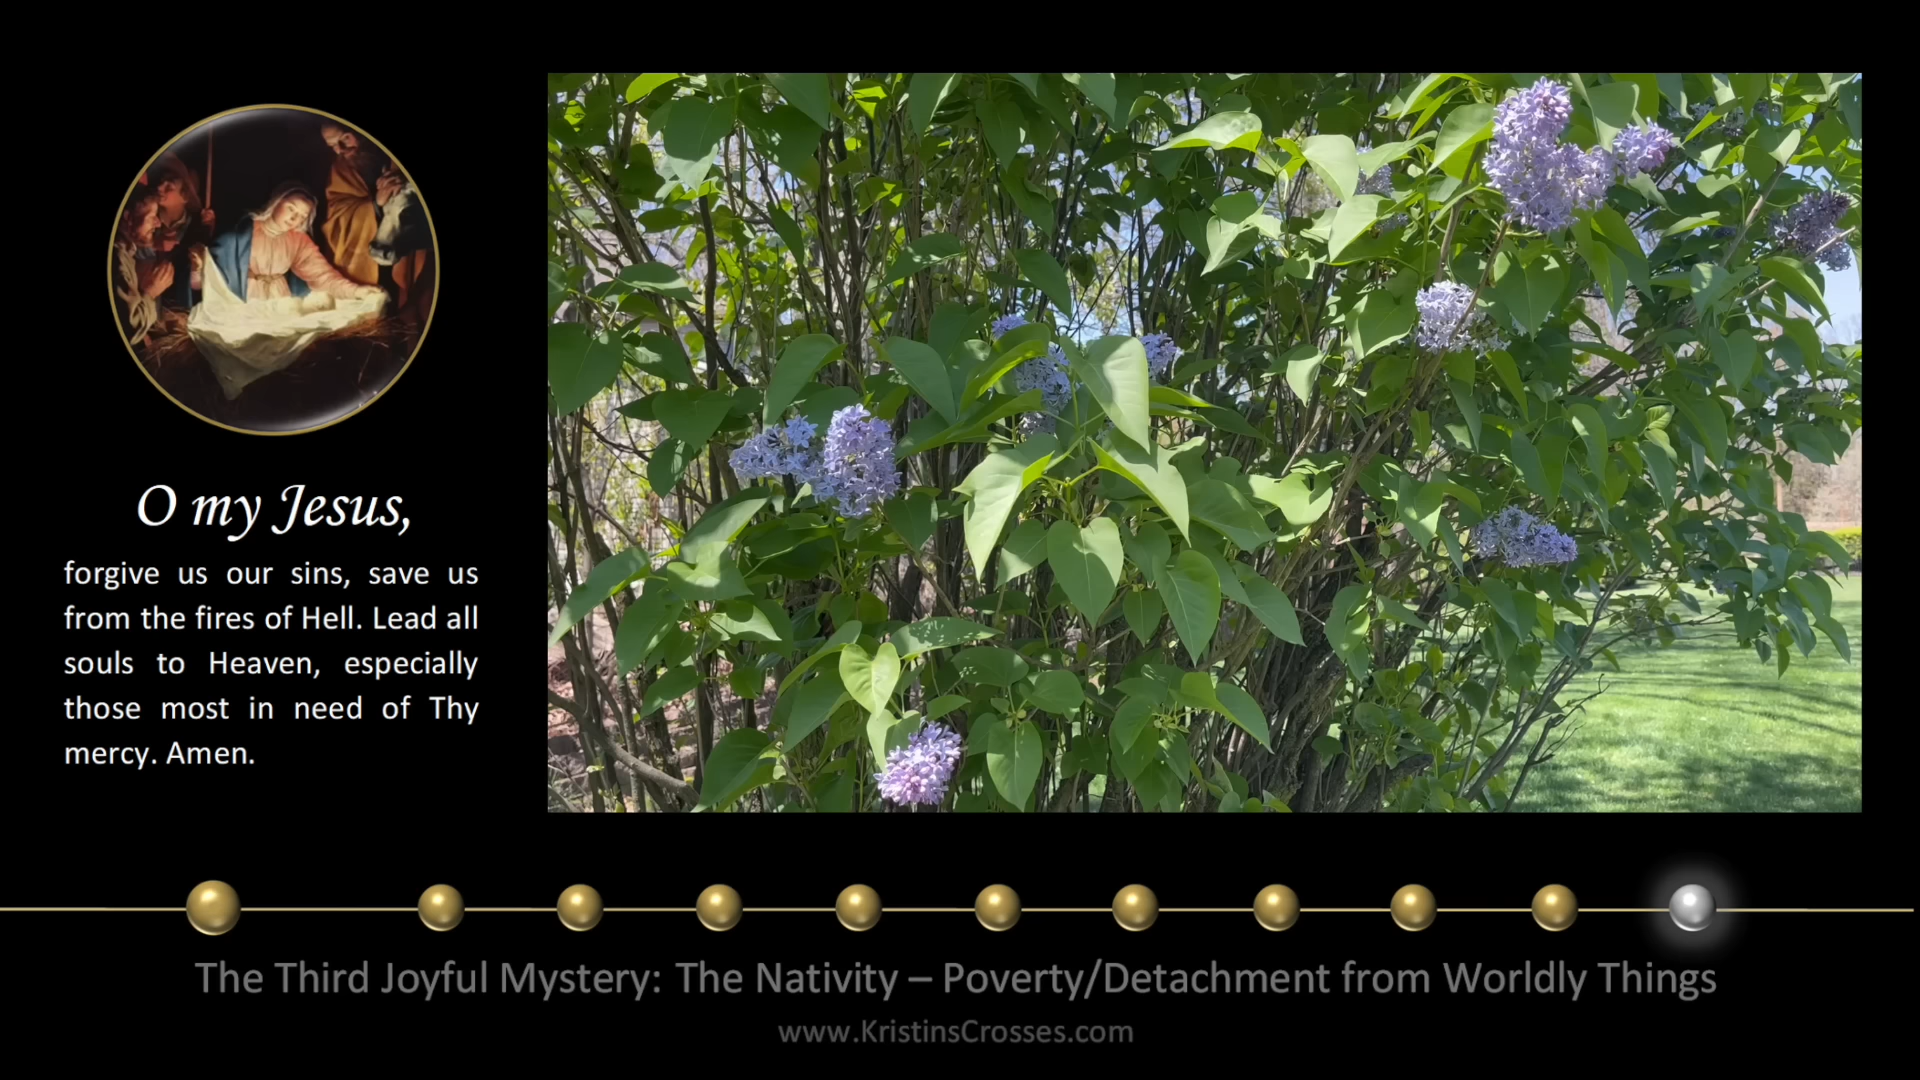 O my Jesus,
forgive us our sins, save us
from the fires of Hell. Lead all
souls to Heaven, especially
those most in need of Thy
mercy. Amen.
The Third Joyful Mystery: The Nativity – Poverty/Detachment from Worldly Things
www.KristinsCrosses.com